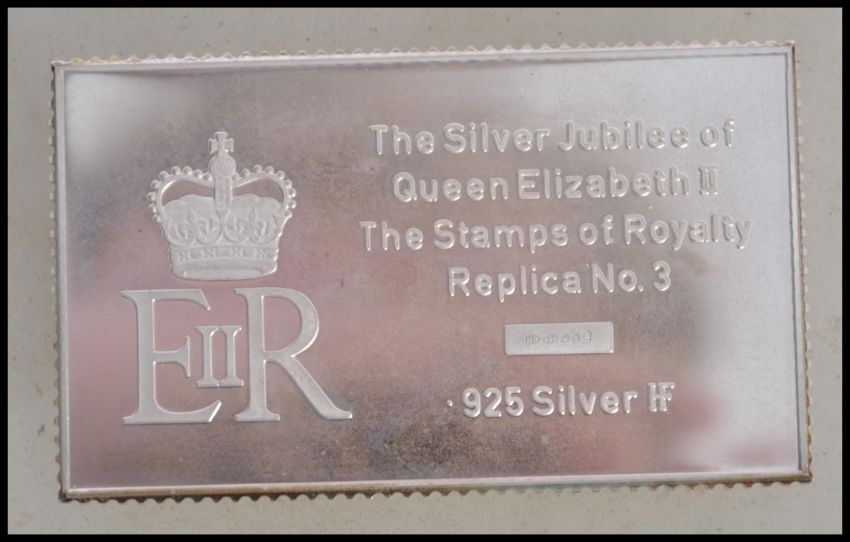 The Silver Jubilee of
Queen Elizabeth II
The Stamps of Royalty
Replica No. 3
·925 Silver HF
EIIR